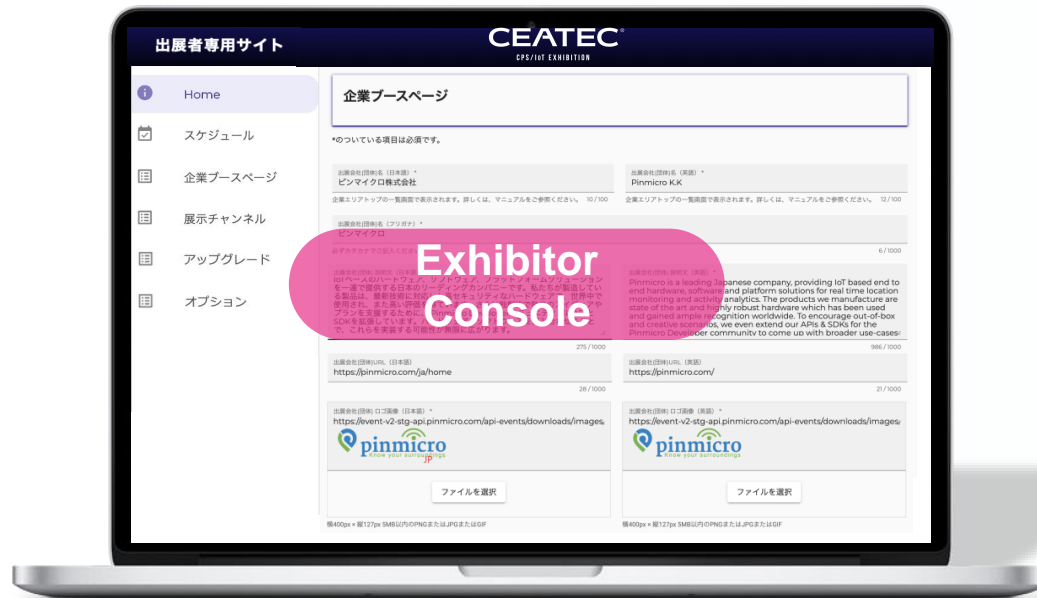 出展者専用サイト
CEATEC
CPS/IoT EXHIBITION
Home
スケジュール
企業ブースページ
展示チャンネル
アップグレード
オプション
企業ブースページ
*のついている項目は必須です。
出展会社(団体)名（日本語） *
ピンマイクロ株式会社
企業エリアトップの一覧画面で表示されます。詳しくは、マニュアルをご参照ください。 10/100
出展会社(団体)名（英語） *
Pinmicro K.K
企業エリアトップの一覧画面で表示されます。詳しくは、マニュアルをご参照ください。 12/100
出展会社(団体)名（フリガナ） *
ピンマイクロ
6/1000
Exhibitor
Console
Pinmicro is a leading Japanese company, providing IoT based end to
end hardware, software and platform solutions for real time location
monitoring and activity analytics. The products we manufacture are
state of the art and highly robust hardware which has been used
and gained ample recognition worldwide. To encourage out-of-box
and creative scenarios, we even extend our APIs & SDKs for the
Pinmicro Developer community to come up with broader use-cases
275/1000
986/1000
出展会社(団体)URL（日本語）
https://pinmicro.com/ja/home
28/1000
出展会社(団体)URL（英語）
https://pinmicro.com/
21/1000
出展会社(団体) ロゴ画像（日本語） *
https://event-v2-stg-api.pinmicro.com/api-events/downloads/images/
pinmicro
Know your surroundings
JP
ファイルを選択
横400px × 縦127px 5MB以内のPNGまたはJPGまたはGIF
出展会社(団体) ロゴ画像（英語） *
https://event-v2-stg-api.pinmicro.com/api-events/downloads/images/
pinmicro
Know your surroundings
ファイルを選択
横400px × 縦127px 5MB以内のPNGまたはJPGまたはGIF